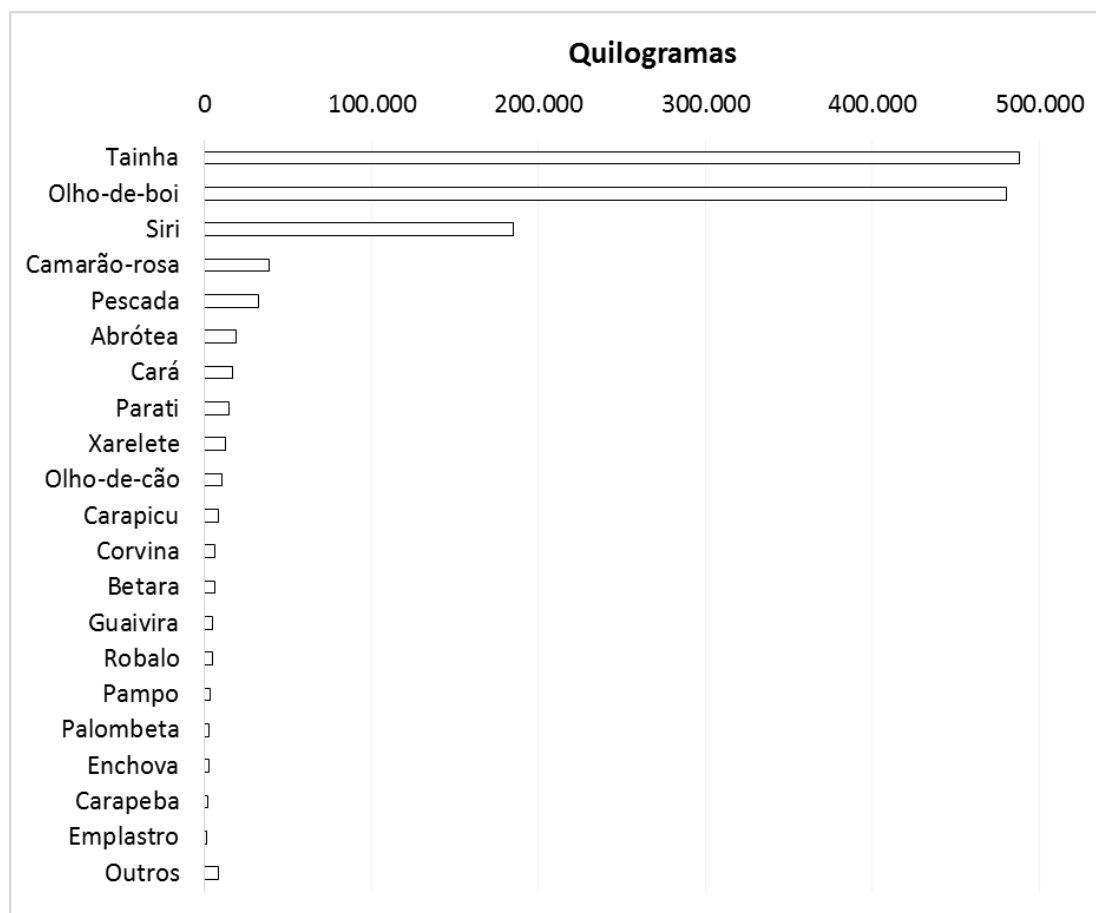 Quilogramas
0 100.000 200.000 300.000 400.000 500.000
Tainha
Olho-de-boi
Siri
Camarão-rosa
Pescada
Abrótea
Cará
Parati
Xarelete
Olho-de-cão
Carapicu
Corvina
Betara
Guaivira
Robalo
Pampo
Palombeta
Enchova
Carapeba
Emplastro
Outros